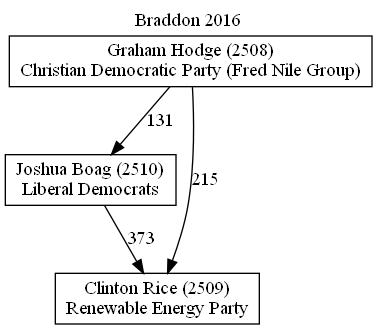 Braddon 2016
Graham Hodge (2508)
Christian Democratic Party (Fred Nile Group)
131
Joshua Boag (2510)
Liberal Democrats
215
373
Clinton Rice (2509)
Renewable Energy Party